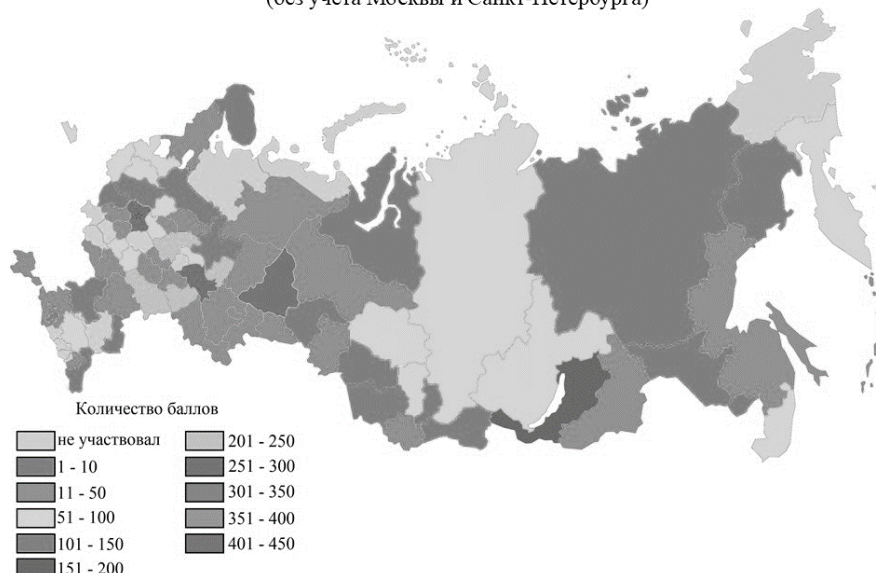 (без учета Москвы и Санкт-Петербурга)
Количество баллов
не участвовал
1 - 10
11 - 50
51 - 100
101 - 150
151 - 200
201 - 250
251 - 300
301 - 350
351 - 400
401 - 450